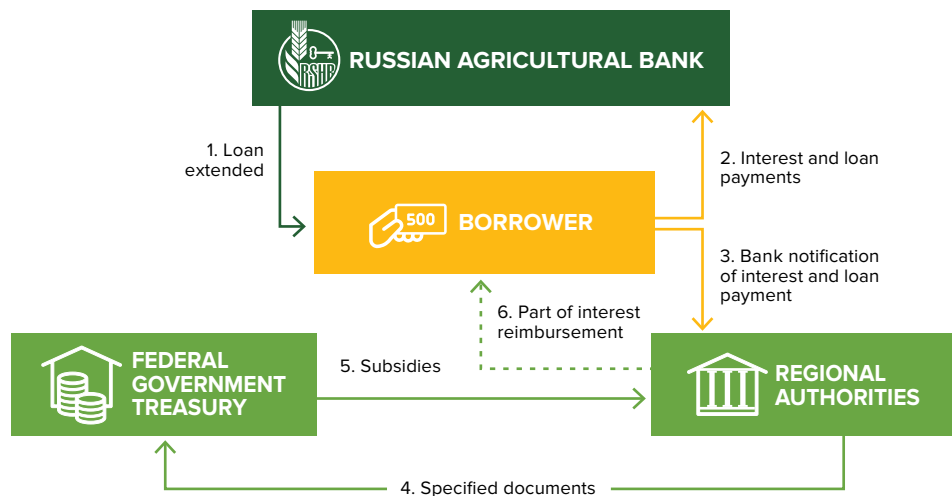 RSHB
RUSSIAN AGRICULTURAL BANK
1. Loan
extended
2. Interest and loan
payments
500
BORROWER
3. Bank notification
of interest and loan
payment
6. Part of interest
reimbursement
FEDERAL
GOVERNMENT
TREASURY
5. Subsidies
REGIONAL
AUTHORITIES
4. Specified documents